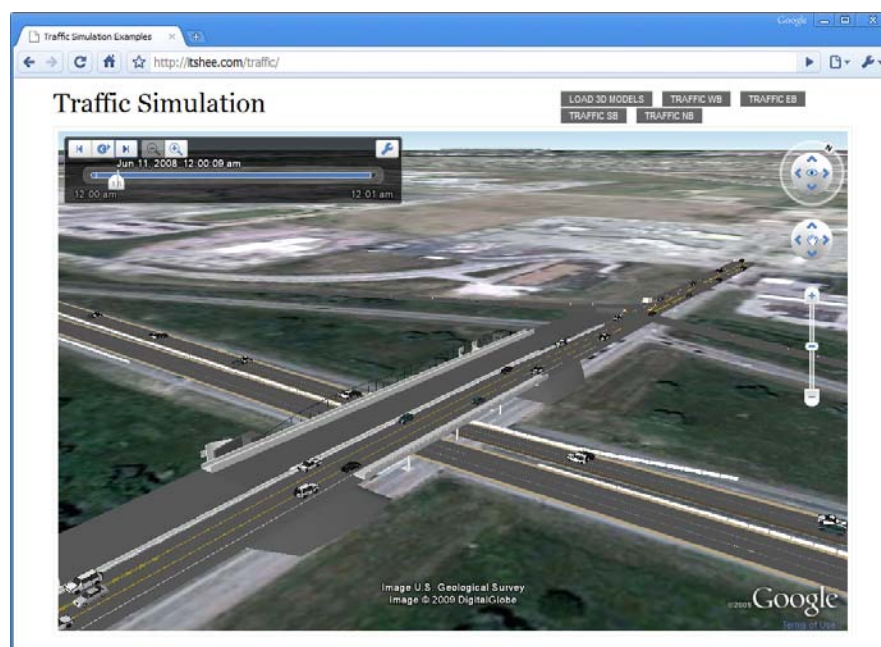 Google
Traffic Simulation Examples
http://itshee.com/traffic/
Traffic Simulation
LOAD 3D MODELS TRAFFIC WB TRAFFIC EB
TRAFFIC SB TRAFFIC NB
Jun 11, 2008 12:00:09 am
12:00 am 12:01 am
N
Image U.S. Geological Survey
Image © 2009 DigitalGlobe
©2009 Google
Terms of Use